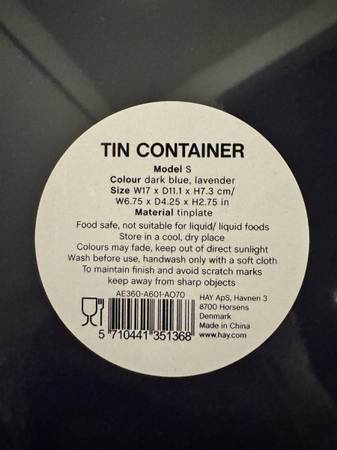 TIN CONTAINER
Model S
Colour dark blue, lavender
Size W17 x D11.1 x H7.3 cm/
W6.75 x D4.25 x H2.75 in
Material tinplate
Food safe, not suitable for liquid/ liquid foods
Store in a cool, dry place
Colours may fade, keep out of direct sunlight
Wash before use, handwash only with a soft cloth
To maintain finish and avoid scratch marks
keep away from sharp objects
AE360-A601-AO70
5 710441 351368
HAY ApS, Havnen 3
8700 Horsens
Denmark
Made in China
www.hay.com